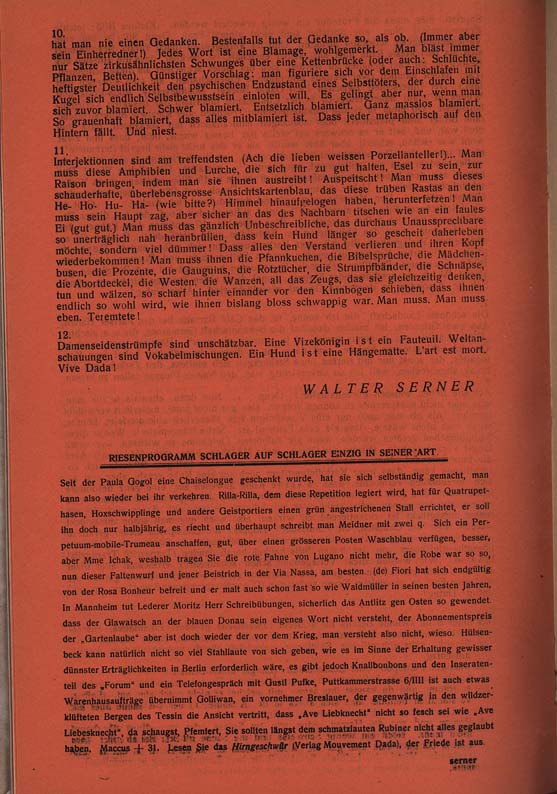 10.
hat man nie einen Gedanken. Bestenfalls tut der Gedanke so, als ob. (Immer aber
sein Einherredner!) Jedes Wort ist eine Blamage, wohlgemerkt. Man bläst immer
nur Sätze zirkusähnlichsten Schwunges über eine Kettenbrücke (oder auch: Schlüchte,
Pflanzen, Betten). Günstiger Vorschlag: man figuriere sich vor dem Einschlafen mit
heftigster Deutlichkeit den psychischen Endzustand eines Selbsttöters, der durch eine
Kugel sich endlich Selbstbewusstsein einloten will. Es gelingt aber nur, wenn man
sich zuvor blamiert. Schwer blamiert. Entsetzlich blamiert. Ganz masslos blamiert.
So grauenhaft blamiert, dass alles mitblamiert ist. Dass jeder metaphorisch auf den
Hintern fällt. Und niest.
11.
Interjektionen sind am treffendsten (Ach die lieben weissen Porzellanteller!)... Man
muss diese Amphibien und Lurche, die sich für zu gut halten, Esel zu sein, zur
Raison bringen, indem man sie ihnen austreibt! Auspeitscht! Man muss dieses
schauderhafte, überlebensgrosse Ansichtskartenblau, das diese trüben Rastas an den
He- Ho- Hu- Ha- (wie bitte?) Himmel hinaufgelogen haben, herunterfetzen! Man
muss sein Haupt zag, aber sicher an das des Nachbarn titschen wie an ein faules
Ei (gut gut.) Man muss das gänzlich Unbeschreibliche, das durchaus Unaussprechbare
so unerträglich nah heranbrüllen, dass kein Hund länger so gescheit daherleben
möchte, sondern viel dümmer! Dass alles den Verstand verlieren und ihren Kopf
wiederbekommen! Man muss ihnen die Pfannkuchen, die Bibelsprüche, die Mädchen-
busen, die Prozente, die Gauguins, die Rotztücher, die Strumpfbänder, die Schnäpse,
die Abortdeckel, die Westen, die Wanzen, all das Zeugs, das sie gleichzeitig denken,
tun und wälzen, so scharf hinter einander vor den Kinnbogen schieben, dass ihnen
endlich so wohl wird, wie ihnen bislang bloss schwappig war. Man muss. Man muss
eben. Teremtete!
12.
Damenseidenstrümpfe sind unschätzbar. Eine Vizekönigin ist ein Fauteuil. Weltan-
schauungen sind Vokabelmischungen. Ein Hund ist eine Hängematte. L'art est mort.
Vive Dada!
WALTER SERNER
RIESENPROGRAMM SCHLAGER AUF SCHLAGER EINZIG IN SEINER ART
Seit der Paula Gogol eine Chaiselongue geschenkt wurde, hat sie sich selbständig gemacht, man
kann also wieder bei ihr verkehren. Rilla-Rilla, dem diese Repetition legiert wird, hat für Quatrupet-
hasen, Hoxschwipplinge und andere Geistportiers einen grün angestrichenen Stall errichtet, er soll
ihn doch nur halbjährig, es riecht und überhaupt schreibt man Meidner mit zwei q. Sich ein Per-
petuum-mobile-Trumeau anschaffen, gut, über einen grösseren Posten Waschblau verfügen, besser,
aber Mme Ichak, weshalb tragen Sie die rote Fahne von Lugano nicht mehr, die Robe war so so,
nun dieser Faltenwurf und jener Beistrich in der Via Nassa, am besten. (de) Fiori hat sich endgültig
von der Rosa Bonheur befreit und er malt auch schon fast so wie Waldmüller in seinen besten Jahren,
In Mannheim tut Lederer Moritz Herr Schreibübungen, sicherlich das Antlitz gen Osten so gewendet
dass die Glawatsch an der blauen Donau sein eigenes Wort nicht versteht, der Abonnementspreis
der „Gartenlaube“ aber ist doch wieder der vor dem Krieg, man versteht also nicht, wieso. Hülsen-
beck kann natürlich nicht so viel Stahllaute von sich geben, wie es im Sinne der Erhaltung gewisser
dünnster Erträglichkeiten in Berlin erforderlich wäre, es gibt jedoch Knallbonbons und den Inseraten-
teil des „Forum“ und ein Telefongespräch mit Gustl Pufke, Puttkammerstrasse 6/IIII ist auch etwas
Warenhausaufträge übernimmt Golliwan, ein vornehmer Breslauer, der gegenwärtig in den wildzer-
klüfteten Bergen des Tessin die Ansicht vertritt, dass „Ave Liebknecht“ nicht so fesch sei wie „Ave
Liebesknecht“, da schaugst, Pfemfert, Sie sollten längst dem schmatzlauten Rubiner nicht alles geglaubt
haben. Maccus ÷ 31. Lesen Sie das Hirngeschwür (Verlag Mouvement Dada), der Friede ist aus.
serner